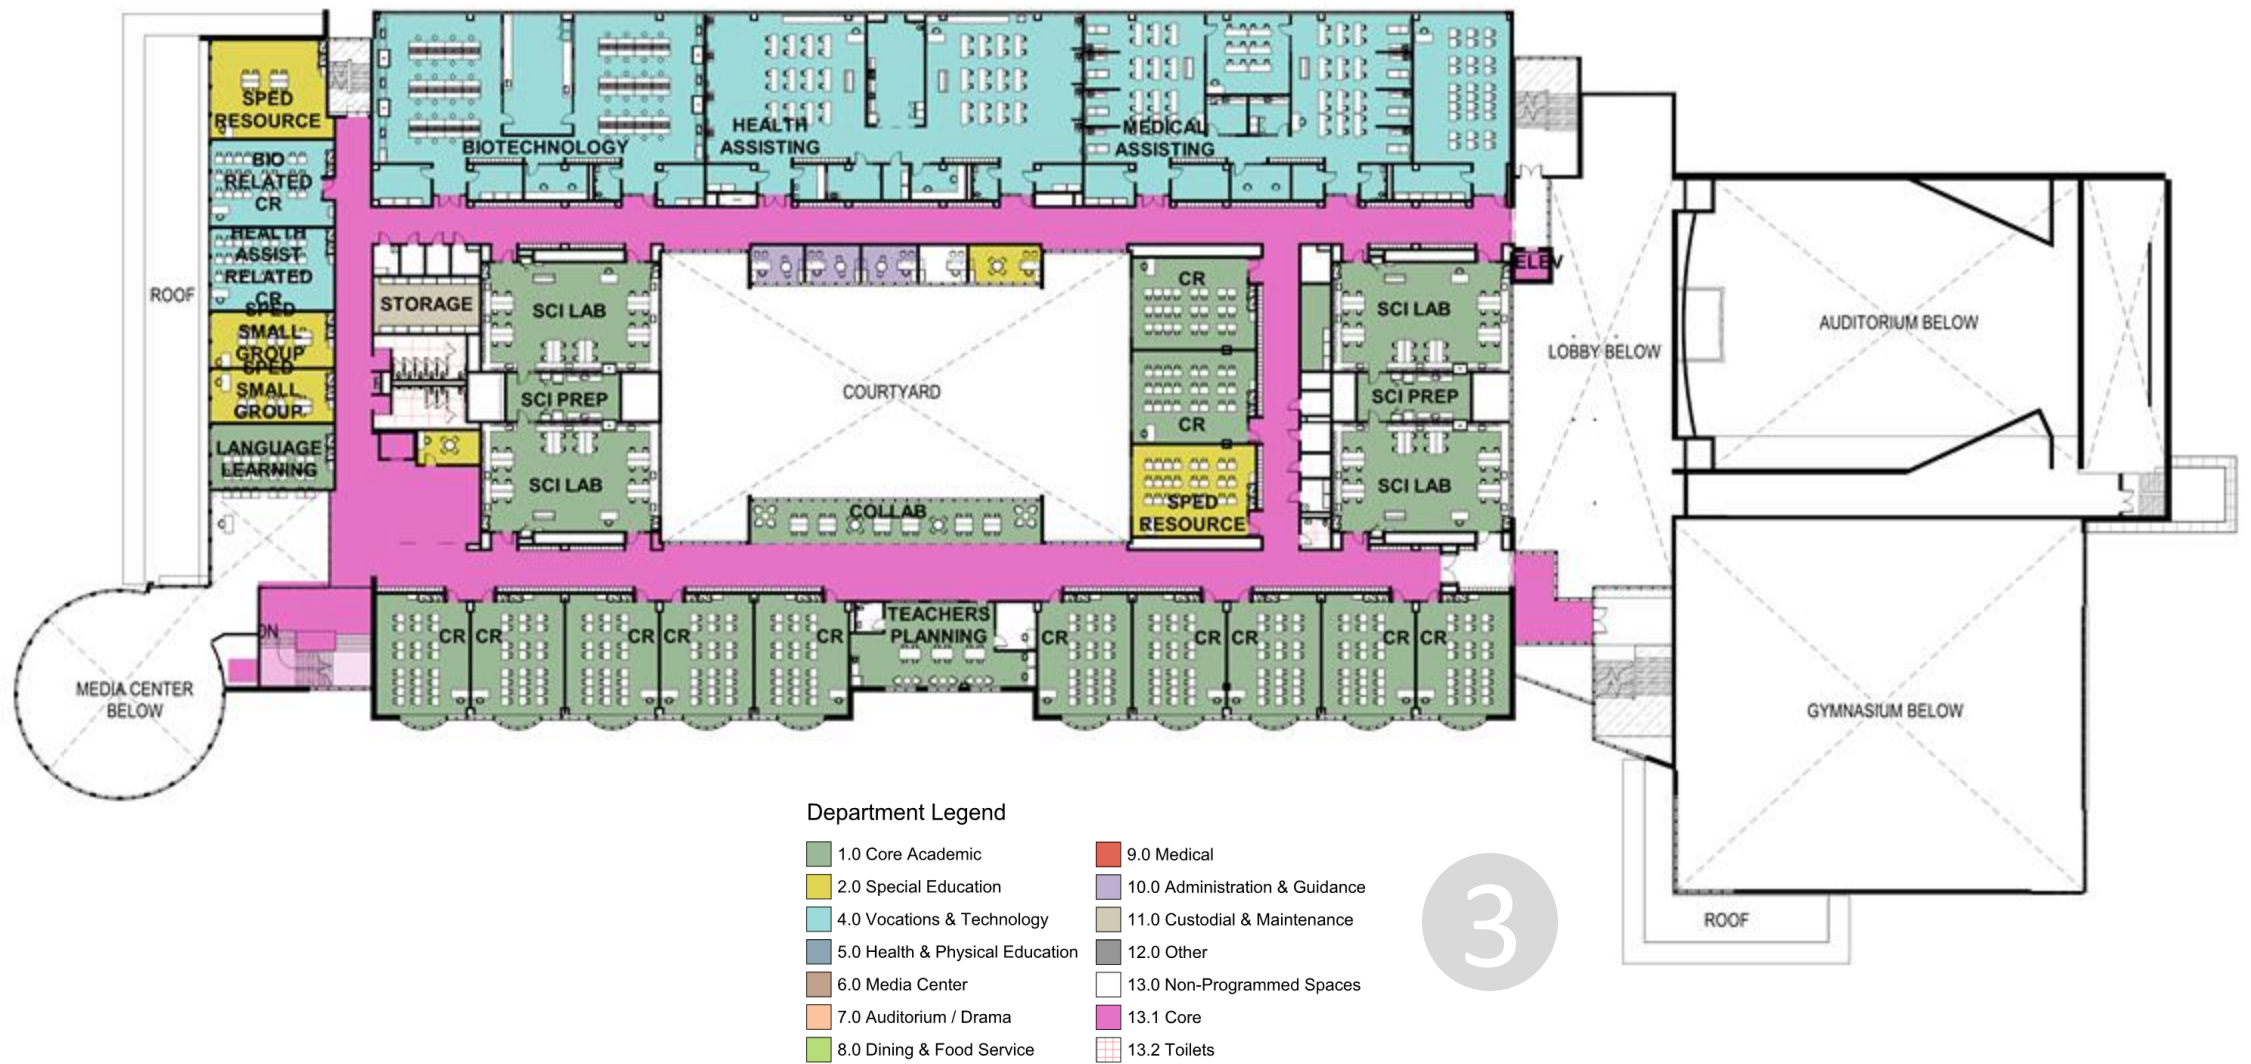 SPED
RESOURCE
BIO
RELATED
CR
HEALTH
ASSIST
RELATED
CR
SPED
SMALL
GROUP
SPED
SMALL
GROUP
LANGUAGE
LEARNING
ROOF
MEDIA CENTER
BELOW
DN
BIOTECHNOLOGY
HEALTH
ASSISTING
MEDICAL
ASSISTING
STORAGE
SCI LAB
SCI PREP
SCI LAB
COURTYARD
COLLAB
CR
CR
SPED
RESOURCE
SCI LAB
SCI PREP
SCI LAB
ELEV
LOBBY BELOW
AUDITORIUM BELOW
GYMNASIUM BELOW
ROOF
CR
CR
CR
CR
CR
TEACHERS
PLANNING
CR
CR
CR
CR
CR
Department Legend
1.0 Core Academic
2.0 Special Education
4.0 Vocations & Technology
5.0 Health & Physical Education
6.0 Media Center
7.0 Auditorium / Drama
8.0 Dining & Food Service
9.0 Medical
10.0 Administration & Guidance
11.0 Custodial & Maintenance
12.0 Other
13.0 Non-Programmed Spaces
13.1 Core
13.2 Toilets
3